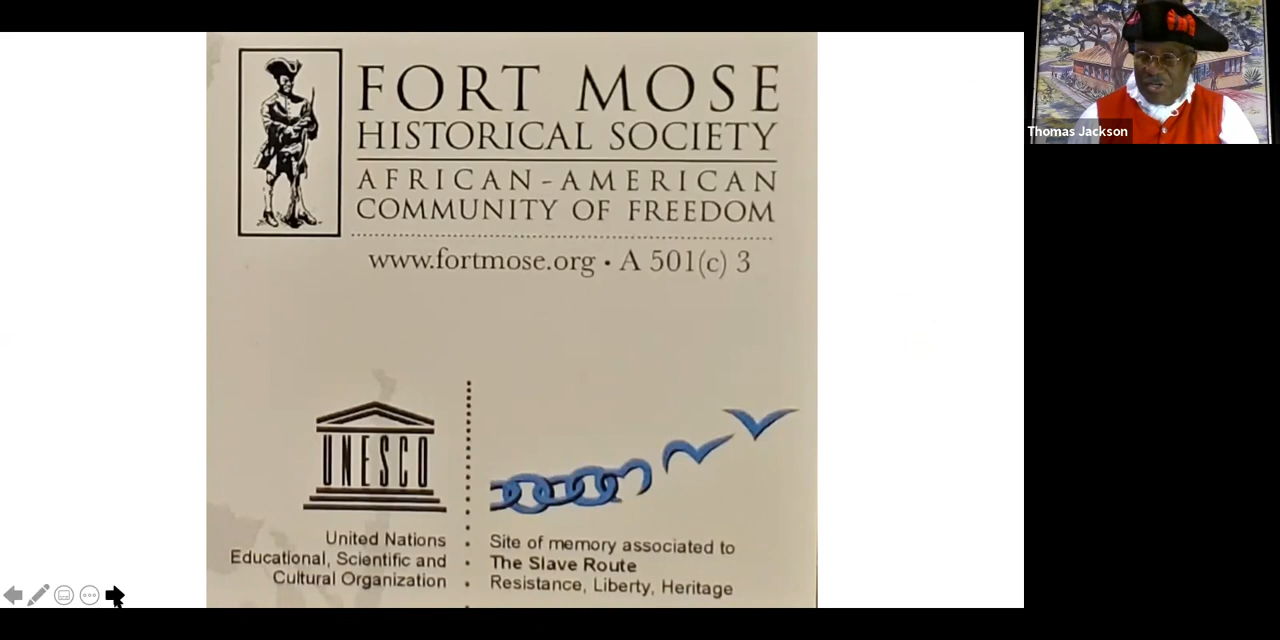 FORT MOSE
HISTORICAL SOCIETY
AFRICAN-AMERICAN
COMMUNITY OF FREEDOM
www.fortmose.org • A 501(c) 3
UNESCO
United Nations
Educational, Scientific and
Cultural Organization
Site of memory associated to
The Slave Route
Resistance, Liberty, Heritage
Thomas Jackson